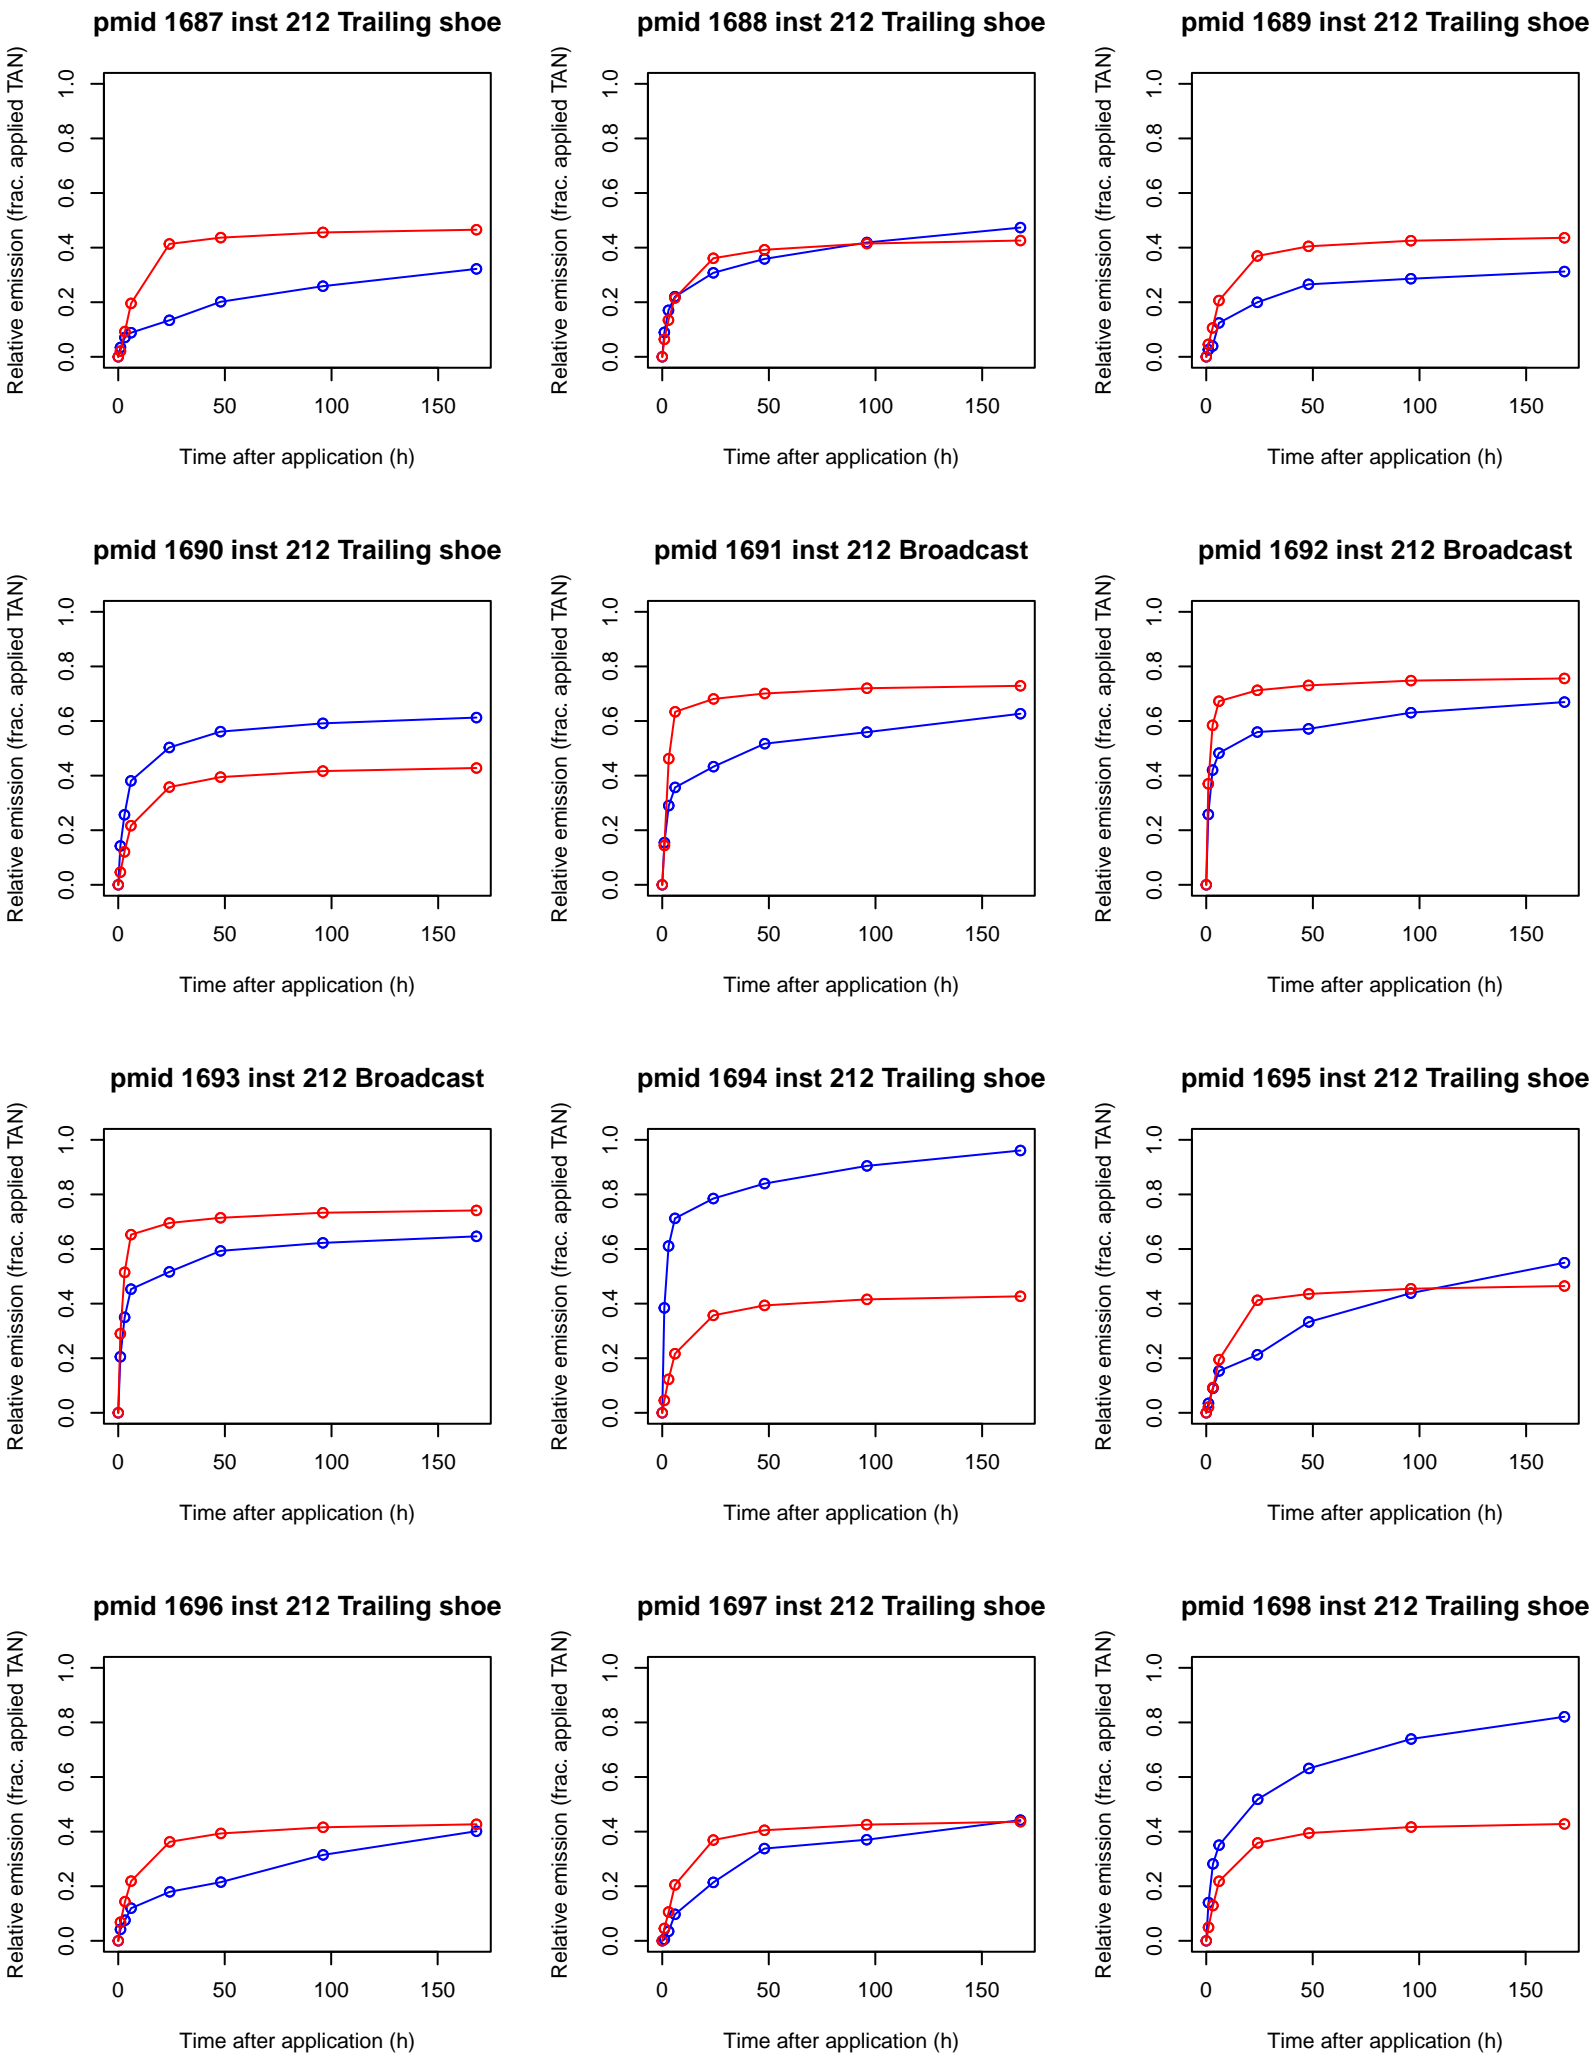 pmid 1687 inst 212 Trailing shoe
Relative emission (frac. applied TAN)
1.0
0.8
0.6
0.4
0.2
0.0
0 50 100 150
Time after application (h)
pmid 1688 inst 212 Trailing shoe
Relative emission (frac. applied TAN)
1.0
0.8
0.6
0.4
0.2
0.0
0 50 100 150
Time after application (h)
pmid 1689 inst 212 Trailing shoe
Relative emission (frac. applied TAN)
1.0
0.8
0.6
0.4
0.2
0.0
0 50 100 150
Time after application (h)
pmid 1690 inst 212 Trailing shoe
Relative emission (frac. applied TAN)
1.0
0.8
0.6
0.4
0.2
0.0
0 50 100 150
Time after application (h)
pmid 1691 inst 212 Broadcast
Relative emission (frac. applied TAN)
1.0
0.8
0.6
0.4
0.2
0.0
0 50 100 150
Time after application (h)
pmid 1692 inst 212 Broadcast
Relative emission (frac. applied TAN)
1.0
0.8
0.6
0.4
0.2
0.0
0 50 100 150
Time after application (h)
pmid 1693 inst 212 Broadcast
Relative emission (frac. applied TAN)
1.0
0.8
0.6
0.4
0.2
0.0
0 50 100 150
Time after application (h)
pmid 1694 inst 212 Trailing shoe
Relative emission (frac. applied TAN)
1.0
0.8
0.6
0.4
0.2
0.0
0 50 100 150
Time after application (h)
pmid 1695 inst 212 Trailing shoe
Relative emission (frac. applied TAN)
1.0
0.8
0.6
0.4
0.2
0.0
0 50 100 150
Time after application (h)
pmid 1696 inst 212 Trailing shoe
Relative emission (frac. applied TAN)
1.0
0.8
0.6
0.4
0.2
0.0
0 50 100 150
Time after application (h)
pmid 1697 inst 212 Trailing shoe
Relative emission (frac. applied TAN)
1.0
0.8
0.6
0.4
0.2
0.0
0 50 100 150
Time after application (h)
pmid 1698 inst 212 Trailing shoe
Relative emission (frac. applied TAN)
1.0
0.8
0.6
0.4
0.2
0.0
0 50 100 150
Time after application (h)